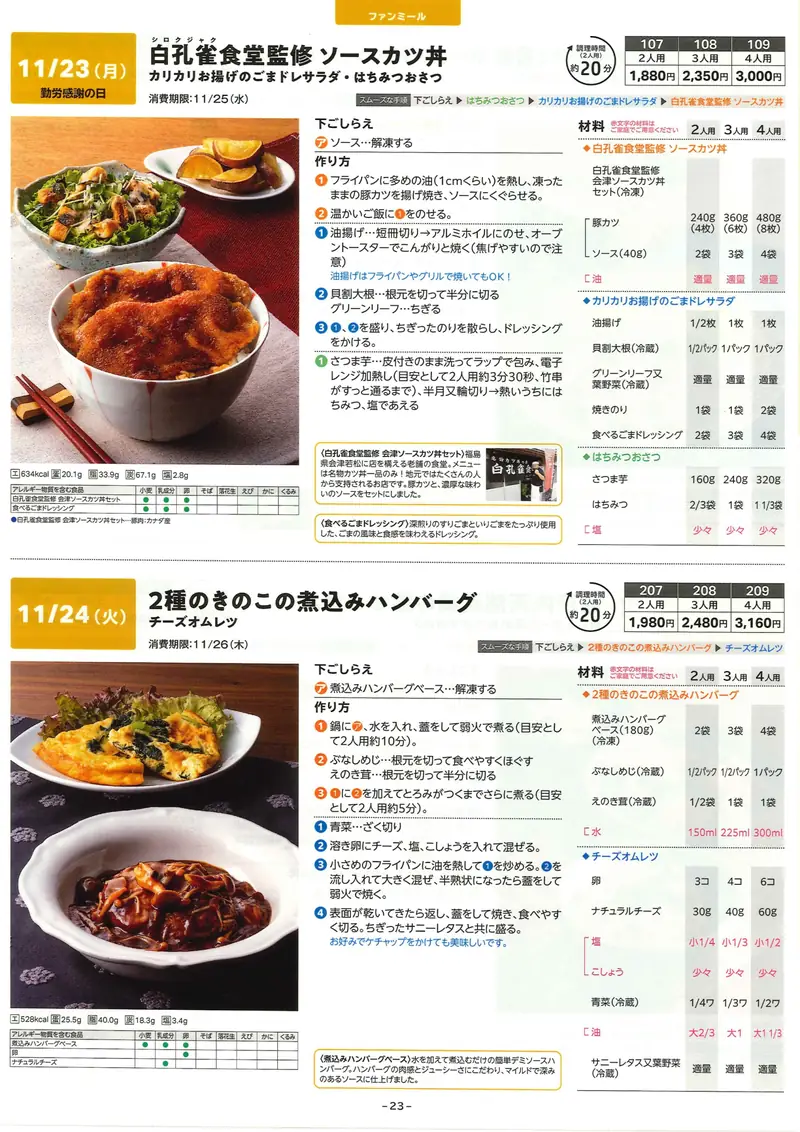 ファンミール
11/23(月)
勤労感謝の日
シロクジャク
白孔雀食堂監修 ソースカツ丼
カリカリお揚げのごまドレサラダ・はちみつおさつ
消費期限:11/25(水)
調理時間
(2人用)
約20分
107 108 109
2人用 3人用 4人用
1,880円 2,350円 3,000円
スムーズな手順 下ごしらえ▶はちみつおさつ▶カリカリお揚げのごまドレサラダ▶白孔雀食堂監修 ソースカツ丼
下ごしらえ
ア ソース…解凍する
作り方
1 フライパンに多めの油(1cmくらい)を熱し、凍った
ままの豚カツを揚げ焼き、ソースにくぐらせる。
2 温かいご飯に1をのせる。
1 油揚げ…短冊切り→アルミホイルにのせ、オーブ
ントースターでこんがりと焼く(焦げやすいので注
意)
油揚げはフライパンやグリルで焼いてもOK!
2 貝割大根…根元を切って半分に切る
グリーンリーフ…ちぎる
3 1、2を盛り、ちぎったのりを散らし、ドレッシング
をかける。
1 さつま芋…皮付きのまま洗ってラップで包み、電子
レンジ加熱し(目安として2人用約3分30秒、竹串
がすっと通るまで)、半月又輪切り→熱いうちには
ちみつ、塩であえる
材料 赤文字の材料は
ご家庭でご用意ください 2人用 3人用 4人用
◆白孔雀食堂監修 ソースカツ丼
白孔雀食堂監修
会津ソースカツ丼
セット(冷凍)
豚カツ 240g(4枚) 360g(6枚) 480g(8枚)
ソース(40g) 2袋 3袋 4袋
油 適量 適量 適量
◆カリカリお揚げのごまドレサラダ
油揚げ 1/2枚 1枚 1枚
貝割大根(冷蔵) 1/2パック 1パック 1パック
グリーンリーフ又
葉野菜(冷蔵) 適量 適量 適量
焼きのり 1袋 1袋 2袋
食べるごまドレッシング 2袋 3袋 4袋
◆はちみつおさつ
さつま芋 160g 240g 320g
はちみつ 2/3袋 1袋 1 1/3袋
塩 少々 少々 少々
(白孔雀食堂監修 会津ソースカツ丼セット)福島
県会津若松に店を構える老舗の食堂。メニュー
は名物カツ丼一品のみ!地元ではたくさんの人
から支持されるお店です。豚カツと、濃厚な味わ
いのソースをセットにしました。
名物カツ丼
白孔雀食堂
(食べるごまドレッシング)深煎りのすりごまといりごまをたっぷり使用
した、ごまの風味と食感を味わえるドレッシング。
エ634kcal 蛋20.1g 脂33.9g 炭67.1g 塩2.8g
アレルギー物質を含む食品 小麦 乳成分 卵 そば 落花生 えび かに くるみ
白孔雀食堂監修 会津ソースカツ丼セット ● ● ●
食べるごまドレッシング ● ● ●
●白孔雀食堂監修 会津ソースカツ丼セット…豚肉:カナダ産
11/24(火)
2種のきのこの煮込みハンバーグ
チーズオムレツ
消費期限:11/26(木)
調理時間
(2人用)
約20分
207 208 209
2人用 3人用 4人用
1,980円 2,480円 3,160円
スムーズな手順 下ごしらえ▶2種のきのこの煮込みハンバーグ▶チーズオムレツ
下ごしらえ
ア 煮込みハンバーグベース…解凍する
作り方
1 鍋にア、水を入れ、蓋をして弱火で煮る(目安とし
て2人用約10分)。
2 ぶなしめじ…根元を切って食べやすくほぐす
えのき茸…根元を切って半分に切る
3 1に2を加えてとろみがつくまでさらに煮る(目安
として2人用約5分)。
1 青菜…ざく切り
2 溶き卵にチーズ、塩、こしょうを入れて混ぜる。
3 小さめのフライパンに油を熱して1を炒める。2を
流し入れて大きく混ぜ、半熟状になったら蓋をして
弱火で焼く。
4 表面が乾いてきたら返し、蓋をして焼き、食べやす
く切る。ちぎったサニーレタスと共に盛る。
お好みでケチャップをかけても美味しいです。
材料 赤文字の材料は
ご家庭でご用意ください 2人用 3人用 4人用
◆2種のきのこの煮込みハンバーグ
煮込みハンバーグ
ベース(180g)
(冷凍) 2袋 3袋 4袋
ぶなしめじ(冷蔵) 1/2パック 1/2パック 1パック
えのき茸(冷蔵) 1/2袋 1袋 1袋
水 150ml 225ml 300ml
◆チーズオムレツ
卵 3コ 4コ 6コ
ナチュラルチーズ 30g 40g 60g
塩 小1/4 小1/3 小1/2
こしょう 少々 少々 少々
青菜(冷蔵) 1/4ワ 1/3ワ 1/2ワ
油 大2/3 大1 大1 1/3
サニーレタス又葉野菜
(冷蔵) 適量 適量 適量
エ528kcal 蛋25.5g 脂40.0g 炭18.3g 塩3.4g
アレルギー物質を含む食品 小麦 乳成分 卵 そば 落花生 えび かに くるみ
煮込みハンバーグベース ● ● ●
卵 ●
ナチュラルチーズ ●
(煮込みハンバーグベース)水を加えて煮込むだけの簡単デミソースハ
ンバーグ。ハンバーグの肉感とジューシーさにこだわり、マイルドで深み
のあるソースに仕上げました。
-23-